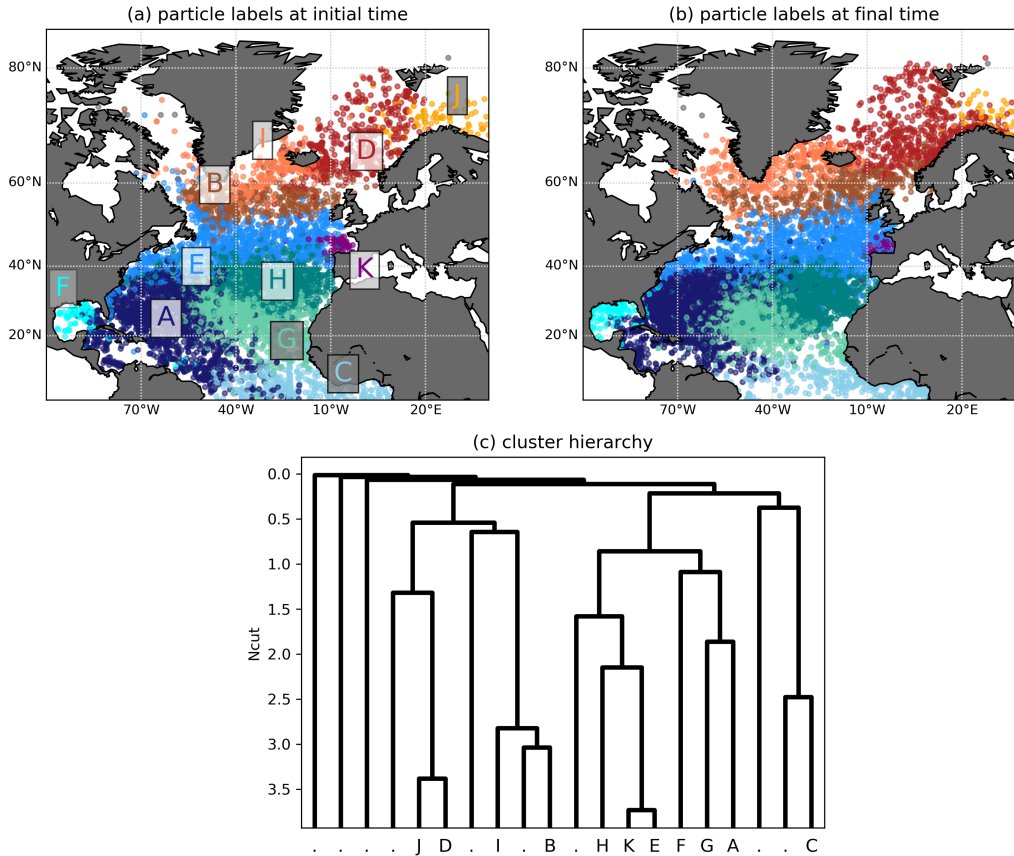 (a) particle labels at initial time
(b) particle labels at final time
80°N
60°N
40°N
20°N
70°W
40°W
10°W
20°E
I
J
D
B
E
H
K
F
A
G
C
80°N
60°N
40°N
20°N
70°W
40°W
10°W
20°E
(c) cluster hierarchy
Ncut
0.0
0.5
1.0
1.5
2.0
2.5
3.0
3.5
. . . . J D . I . B . H K E F G A . . C